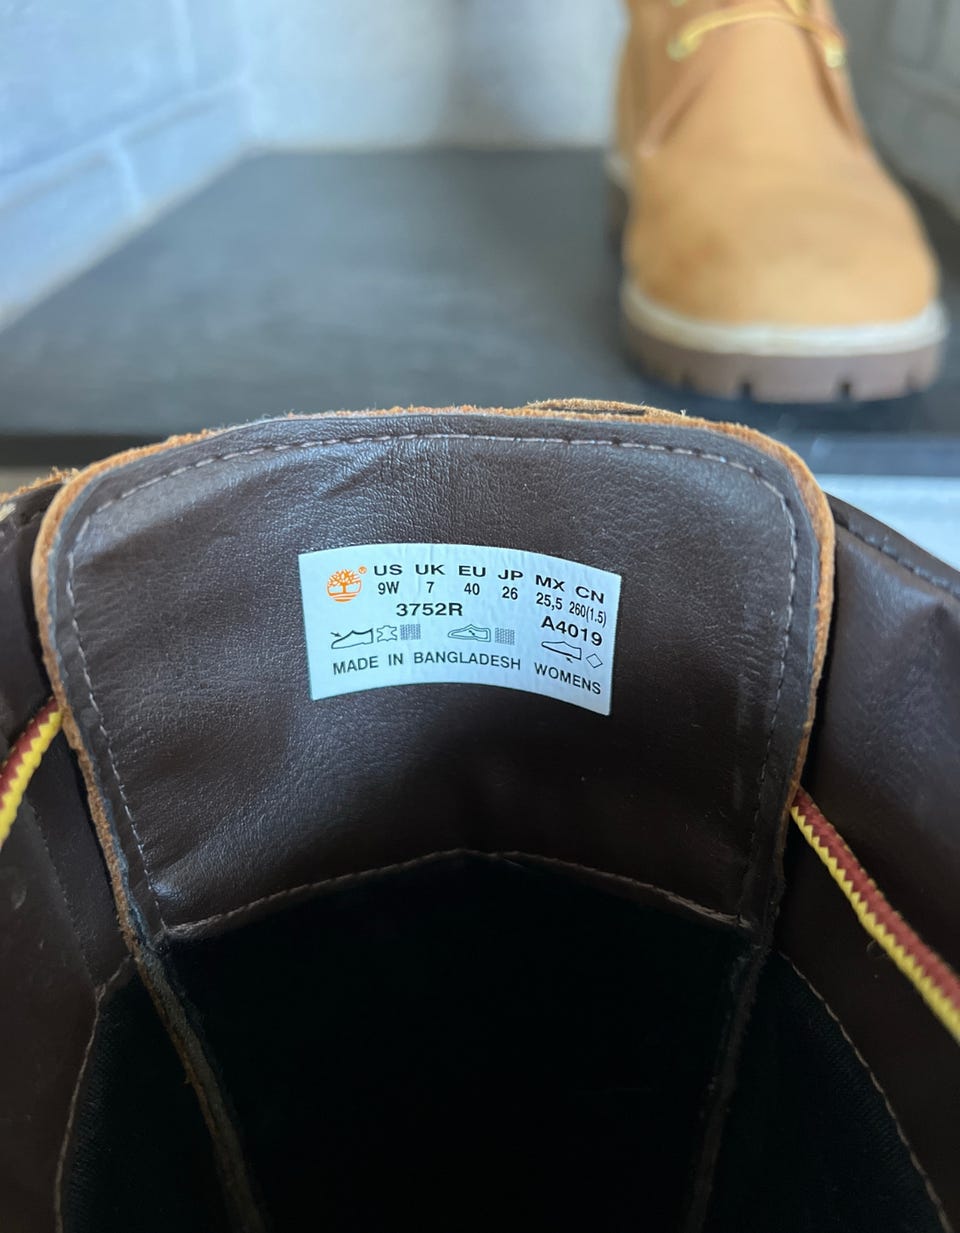 ® US UK EU JP MX CN
9W 7 40 26 25,5 260(1.5)
3752R A4019
MADE IN BANGLADESH WOMENS